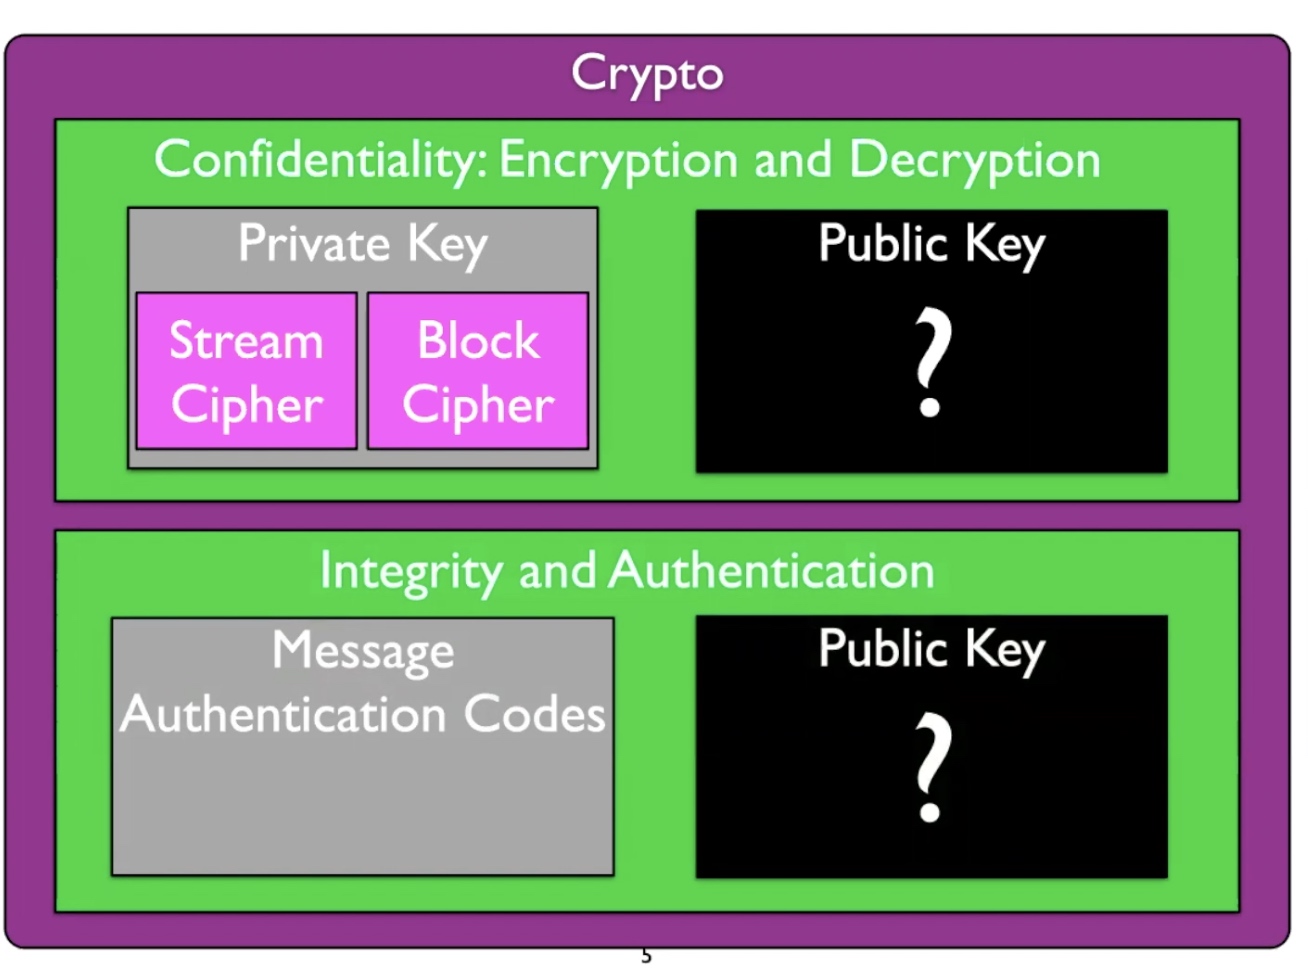 Crypto
Confidentiality: Encryption and Decryption
Private Key
Stream
Cipher
Block
Cipher
Public Key
?
Integrity and Authentication
Message
Authentication Codes
Public Key
?
5